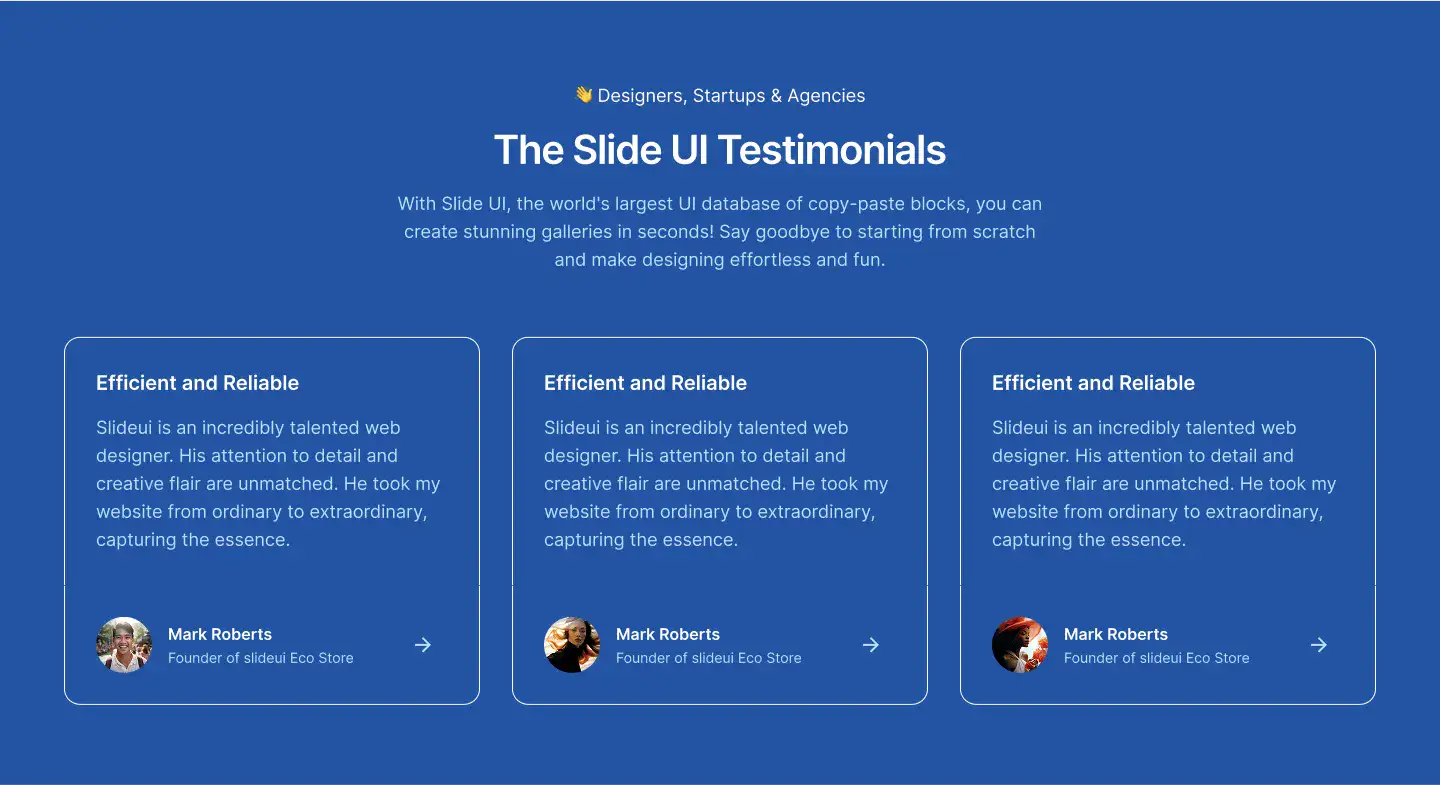 👋 Designers, Startups & Agencies
The Slide UI Testimonials
With Slide UI, the world's largest UI database of copy-paste blocks, you can
create stunning galleries in seconds! Say goodbye to starting from scratch
and make designing effortless and fun.
Efficient and Reliable
Slideui is an incredibly talented web
designer. His attention to detail and
creative flair are unmatched. He took my
website from ordinary to extraordinary,
capturing the essence.
Mark Roberts
Founder of slideui Eco Store
Efficient and Reliable
Slideui is an incredibly talented web
designer. His attention to detail and
creative flair are unmatched. He took my
website from ordinary to extraordinary,
capturing the essence.
Mark Roberts
Founder of slideui Eco Store
Efficient and Reliable
Slideui is an incredibly talented web
designer. His attention to detail and
creative flair are unmatched. He took my
website from ordinary to extraordinary,
capturing the essence.
Mark Roberts
Founder of slideui Eco Store